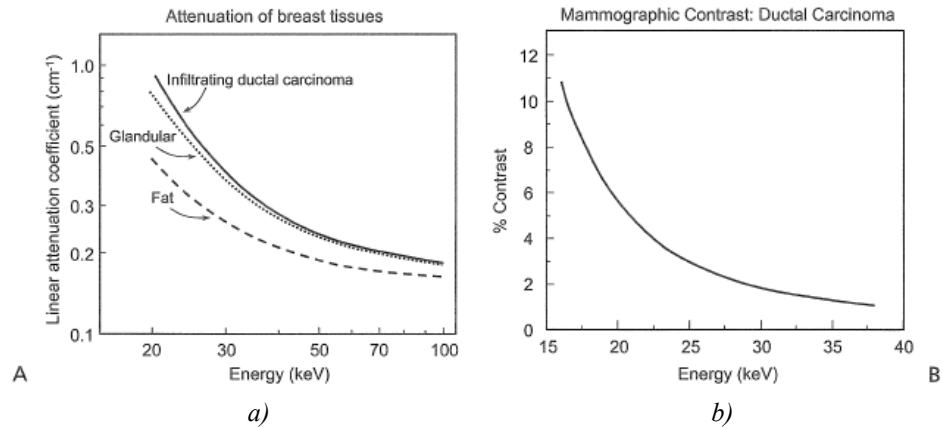 Attenuation of breast tissues
Linear attenuation coefficient (cm⁻¹)
1.0
0.5
0.3
0.2
0.1
Infiltrating ductal carcinoma
Glandular
Fat
20 30 50 70 100
Energy (keV)
A
a)
Mammographic Contrast: Ductal Carcinoma
% Contrast
12
10
8
6
4
2
0
15 20 25 30 35 40
Energy (keV)
B
b)